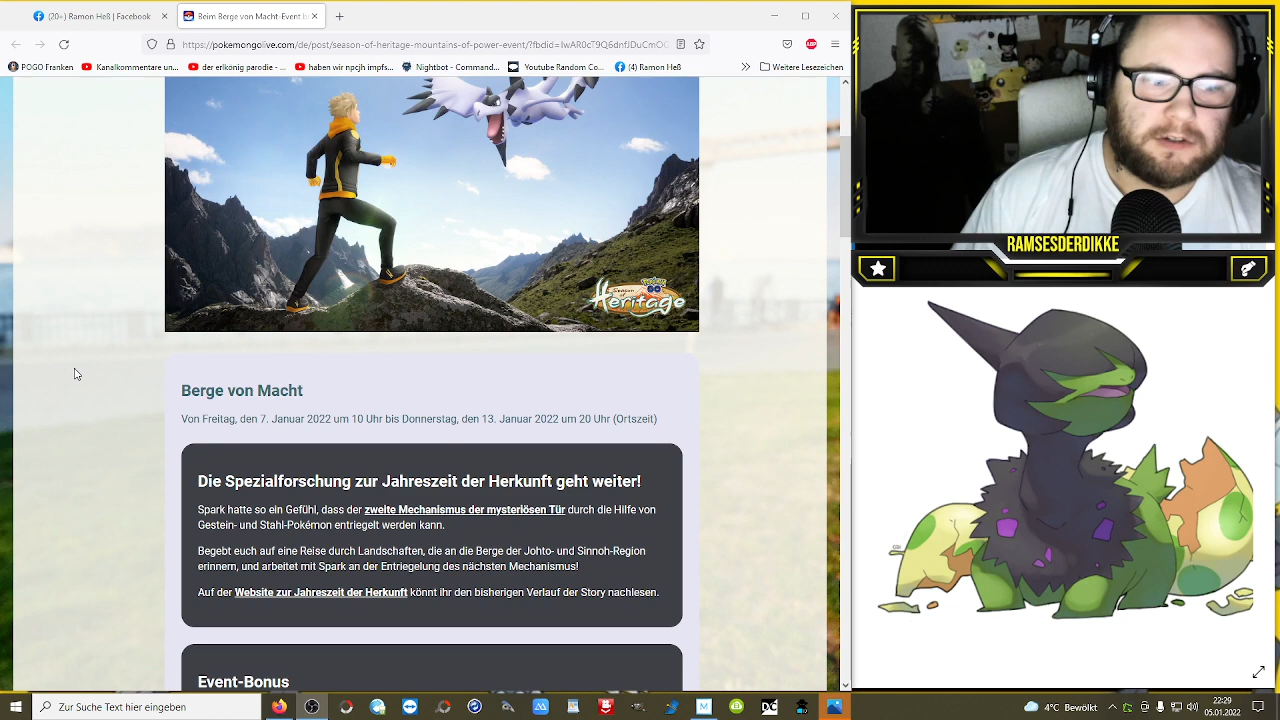 (20+) Ramon Heß | Facebook
Beim Berge von Macht-Event l
https://pokemongolive.com/de/post/season-of-heritage-mountains-of-power-event/?fbclid=IwAR0
POGO Franken
Kanalkommentare un...
der erlkönig parodie - ...
haben wir npgjh inpfs...
Nightbot - Command...
Youtube Random Co...
(4) Ramon Heß
Weitere Lesezeichen
Season of
Heritage
Berge von Macht
Von Freitag, den 7. Januar 2022 um 10 Uhr bis Donnerstag, den 13. Januar 2022 um 20 Uhr (Ortszeit)
Die Spezialforschung zur Jahreszeit der Herkunft geht weiter!
Spark hatte so ein Gefühl, dass der zweite Mechanismus der mysteriösen Tür durch die Hilfe von
Gestein- und Stahl-Pokémon entriegelt werden kann.
Begebt euch auf eine Reise durch Landschaften, die an die Berge der Johto- und Sinnoh-Region
erinnern, und arbeitet mit Spark an der Entriegelung des nächsten Mechanismus!
Auf der Website zur Jahreszeit der Herkunft könnt ihr den bisherigen Verlauf der Story nachlesen.
Event-Bonus
RAMSESDERDIKKE
Zur Suche Text hier eingeben
4°C Bewölkt
22:29
05.01.2022